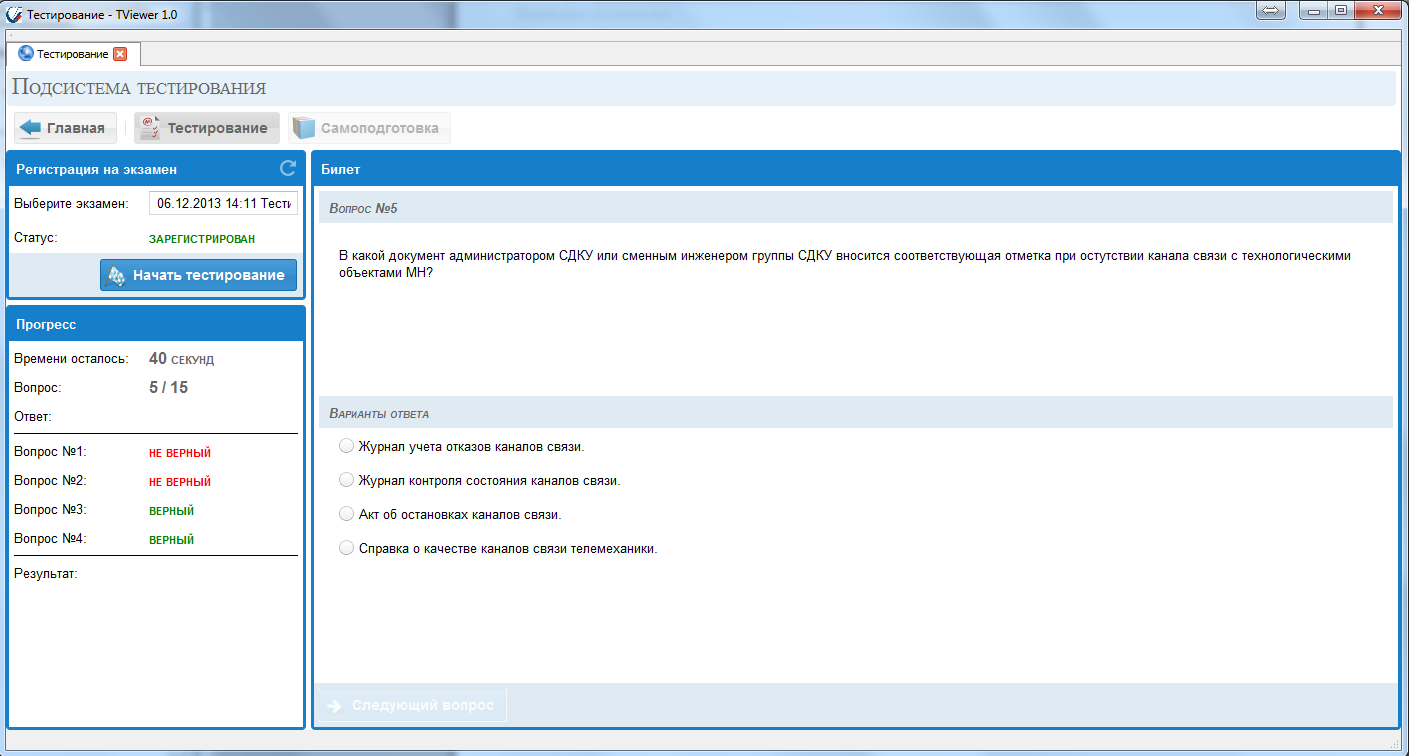 Тестирование - TViewer 1.0
Тестирование
Подсистема тестирования
Главная
Тестирование
Самоподготовка
Регистрация на экзамен
Выберите экзамен: 06.12.2013 14:11 Тести
Статус: ЗАРЕГИСТРИРОВАН
Начать тестирование
Прогресс
Времени осталось: 40 СЕКУНД
Вопрос: 5 / 15
Ответ:
Вопрос №1: НЕ ВЕРНЫЙ
Вопрос №2: НЕ ВЕРНЫЙ
Вопрос №3: ВЕРНЫЙ
Вопрос №4: ВЕРНЫЙ
Результат:
Билет
Вопрос №5
В какой документ администратором СДКУ или сменным инженером группы СДКУ вносится соответствующая отметка при остутствии канала связи с технологическими
объектами МН?
Варианты ответа
Журнал учета отказов каналов связи.
Журнал контроля состояния каналов связи.
Акт об остановках каналов связи.
Справка о качестве каналов связи телемеханики.
Следующий вопрос